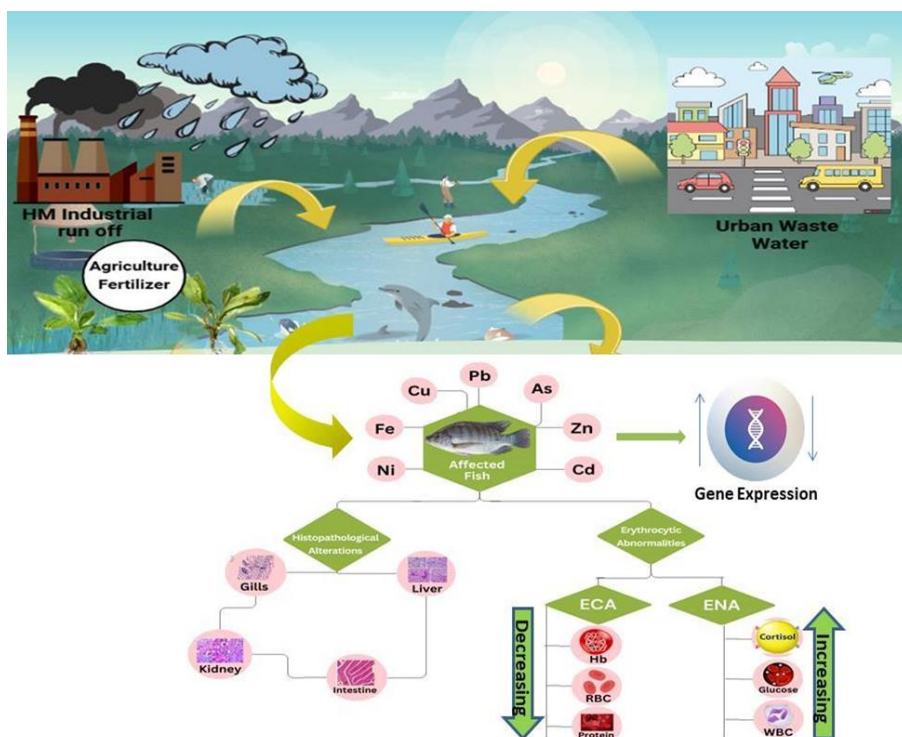 HM Industrial
run off
Agriculture
Fertilizer
Urban Waste
Water
Pb
Cu
As
Fe
Zn
Ni
Cd
Affected
Fish
Gene Expression
Histopathological
Alterations
Erythrocytic
Abnormalities
Gills
Liver
Kidney
Intestine
ECA
ENA
Decreasing
Hb
RBC
Protein
Cortisol
Glucose
WBC
Increasing